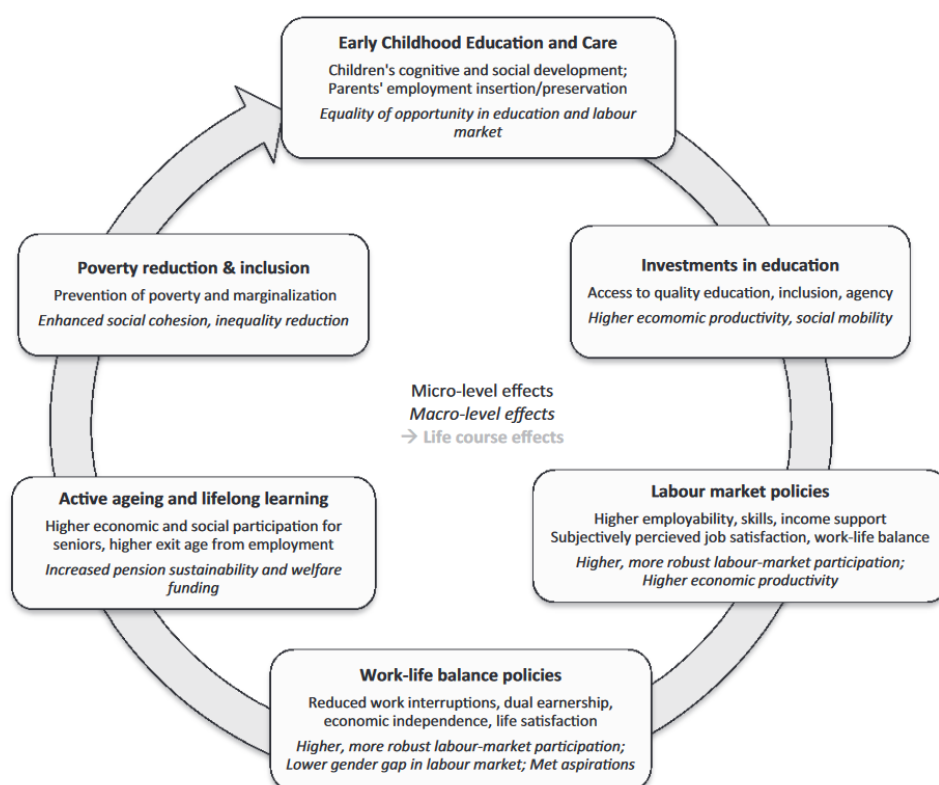 Early Childhood Education and Care
Children's cognitive and social development;
Parents' employment insertion/preservation
Equality of opportunity in education and labour
market
Investments in education
Access to quality education, inclusion, agency
Higher ecomomic productivity, social mobility
Labour market policies
Higher employability, skills, income support
Subjectively percieved job satisfaction, work-life balance
Higher, more robust labour-market participation;
Higher economic productivity
Work-life balance policies
Reduced work interruptions, dual earnership,
economic independence, life satisfaction
Higher, more robust labour-market participation;
Lower gender gap in labour market; Met aspirations
Active ageing and lifelong learning
Higher economic and social participation for
seniors, higher exit age from employment
Increased pension sustainability and welfare
funding
Poverty reduction & inclusion
Prevention of poverty and marginalization
Enhanced social cohesion, inequality reduction
Micro-level effects
Macro-level effects
→ Life course effects